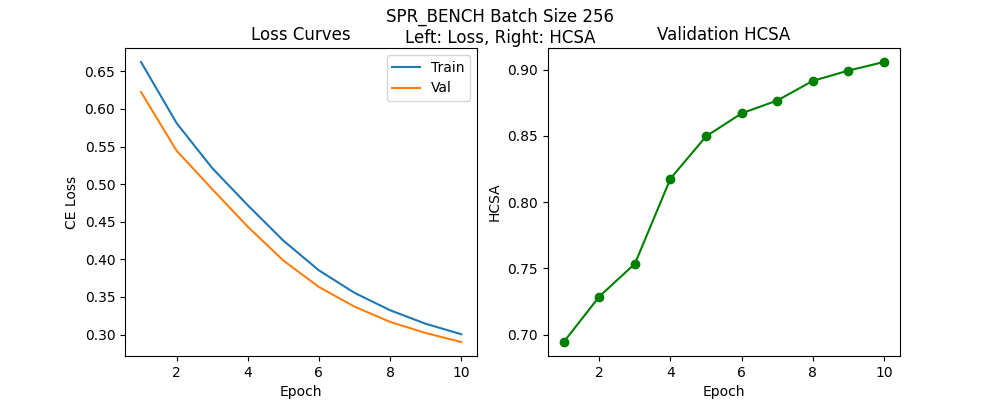 SPR_BENCH Batch Size 256
Left: Loss, Right: HCSA
Loss Curves
Train
Val
CE Loss
0.65
0.60
0.55
0.50
0.45
0.40
0.35
0.30
2 4 6 8 10
Epoch
Validation HCSA
HCSA
0.90
0.85
0.80
0.75
0.70
2 4 6 8 10
Epoch